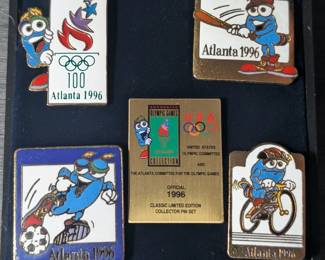 100
Atlanta 1996
Atlanta 1996
OLYMPIC GAMES
COLLECTION
UNITED STATES
OLYMPIC COMMITTEE
AND
THE ATLANTA COMMITTEE FOR THE OLYMPIC GAMES
OFFICIAL
1996
CLASSIC LIMITED EDITION
COLLECTOR PIN SET
Atlanta 1996
Atlanta 1996